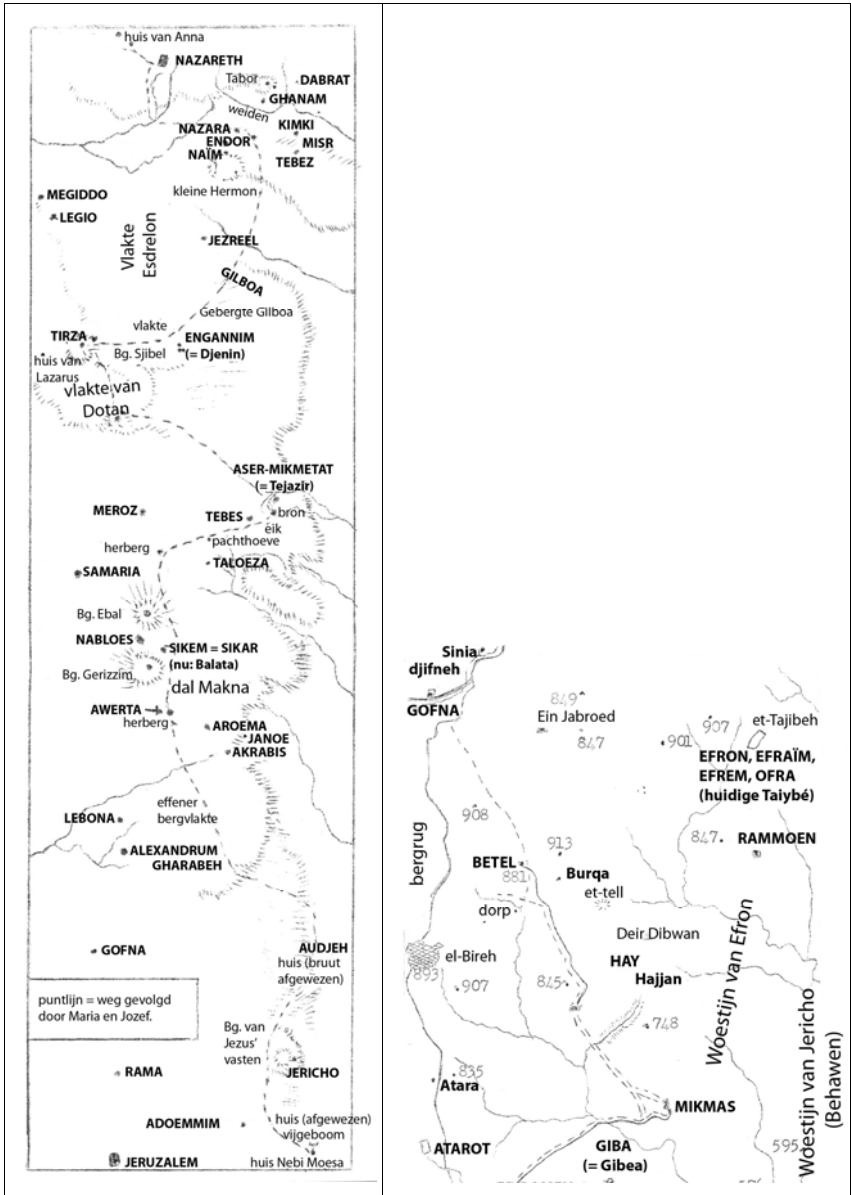 huis van Anna
NAZARETH
Tabor
DABRAT
GHANAM
weiden
NAZARA
KIMKI
ENDOR
MISR
NAÏM
TEBEZ
kleine Hermon
MEGIDDO
LEGIO
Vlakte
Esdrelon
JEZREEL
GILBOA
Gebergte Gilboa
vlakte
TIRZA
ENGANNIM
(= Djenin)
Bg. Sjibel
huis van
Lazarus
vlakte van
Dotan
ASER-MIKMETAT
(= Tejazir)
MEROZ
TEBES
bron
eik
pachthoeve
herberg
TALOEZA
SAMARIA
Bg. Ebal
NABLOES
SIKEM = SIKAR
(nu: Balata)
Bg. Gerizzim
dal Makna
AWERTA
herberg
AROEMA
JANOE
AKRABIS
effener
bergvlakte
LEBONA
ALEXANDRUM
GHARABEH
GOFNA
AUDJEH
huis (bruut
afgewezen)
puntlijn = weg gevolgd
door Maria en Jozef.
Bg. van
Jezus'
vasten
RAMA
JERICHO
ADOEMMIM
huis (afgewezen)
vijgeboom
JERUZALEM
huis Nebi Moesa
Sinia
djifneh
GOFNA
849
Ein Jabroed
847
901
907
et-Tajibeh
EFRON, EFRAÏM,
EFREM, OFRA
(huidige Taiybé)
908
bergrug
847
RAMMOEN
913
BETEL
881
Burqa
et-tell
dorp
Deir Dibwan
el-Bireh
893
907
845
HAY
Hajjan
748
Woestijn van Efron
Woestijn van Jericho
(Behawen)
835
Atara
MIKMAS
ATAROT
GIBA
(= Gibea)
595